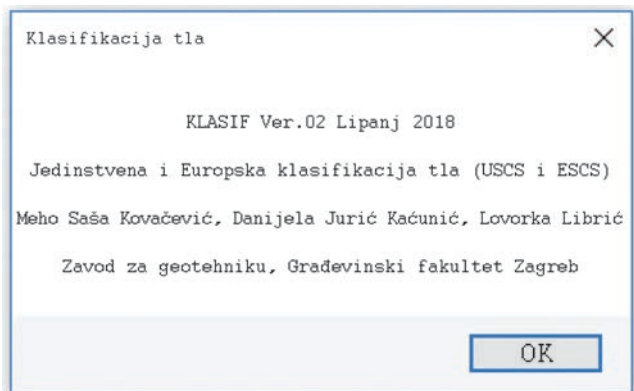 Klasifikacija tla
KLASIF Ver.02 Lipanj 2018
Jedinstvena i Europska klasifikacija tla (USCS i ESCS)
Meho Saša Kovačević, Danijela Jurić Kaćunić, Lovorka Librić
Zavod za geotehniku, Građevinski fakultet Zagreb
OK